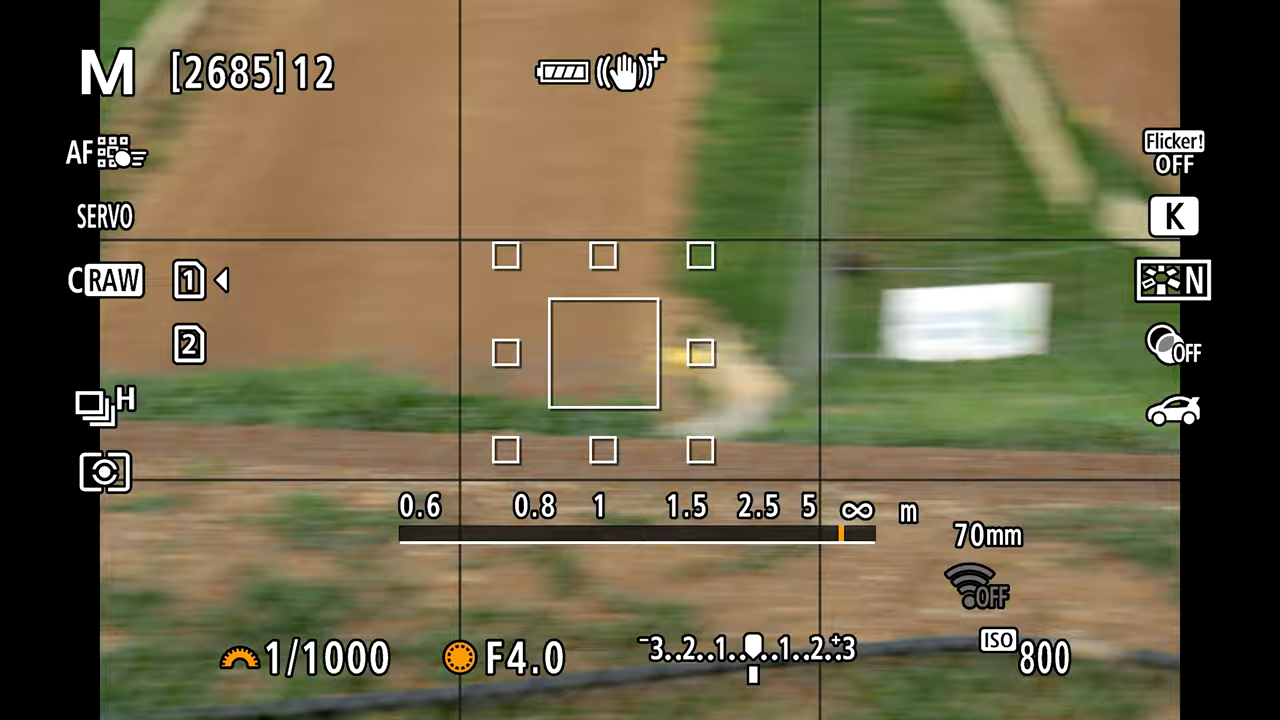 M [2685]12
AF
Flicker!
OFF
SERVO
K
CRAW 1
N
2
OFF
H
0.6 0.8 1 1.5 2.5 5 ∞ m
70mm
OFF
1/1000 F4.0 -3..2..1.. ..1..2.+3 ISO 800